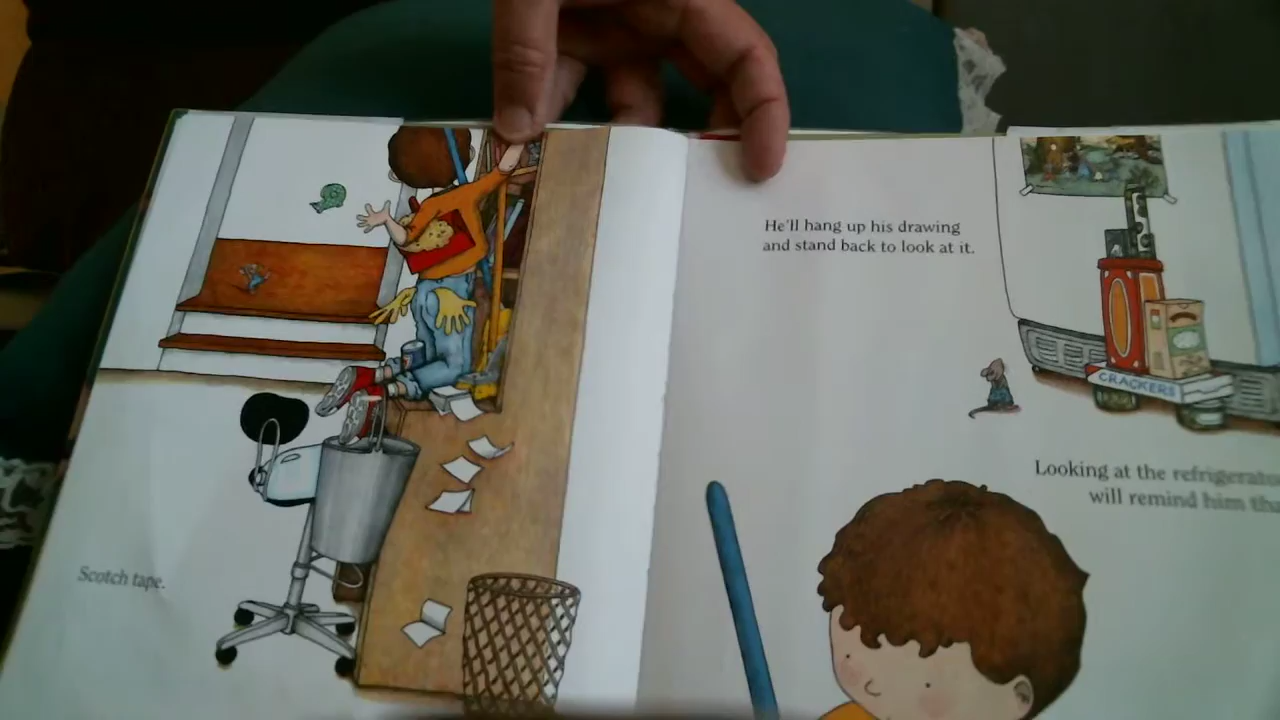 Scotch tape.
He'll hang up his drawing
and stand back to look at it.
CRACKERS
Looking at the
will remind him